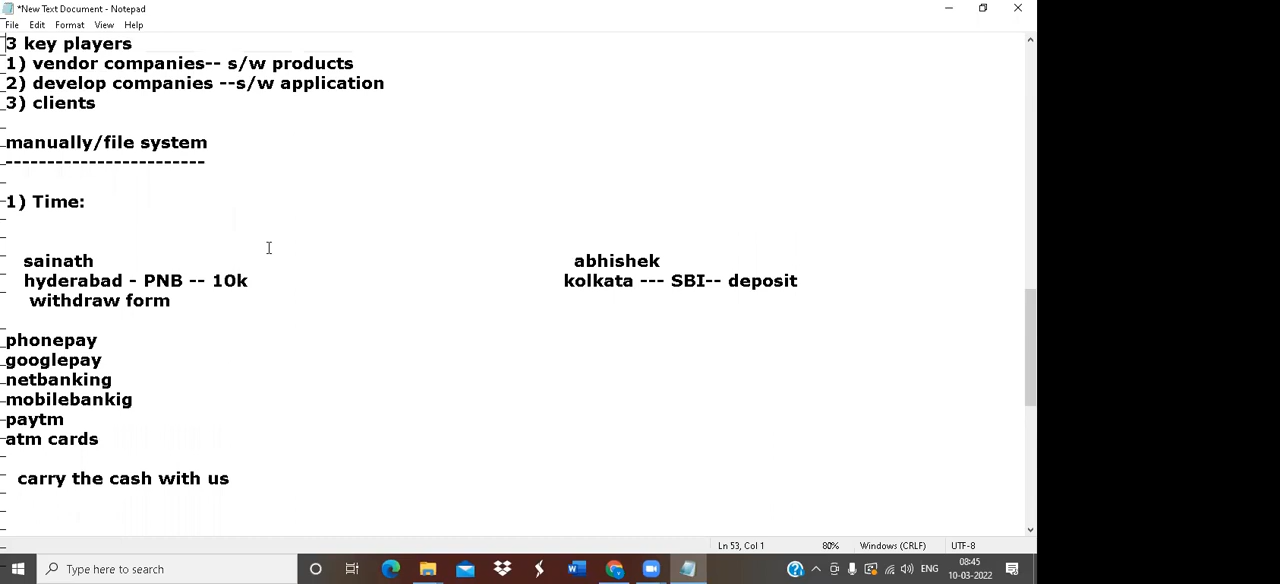 *New Text Document - Notepad
File Edit Format View Help
3 key players
1) vendor companies-- s/w products
2) develop companies --s/w application
3) clients
manually/file system
------------------------
1) Time:
sainath abhishek
hyderabad - PNB -- 10k kolkata --- SBI-- deposit
withdraw form
phonepay
googlepay
netbanking
mobilebankig
paytm
atm cards
carry the cash with us
Ln 53, Col 1 80% Windows (CRLF) UTF-8
Type here to search ENG 08:45
10-03-2022